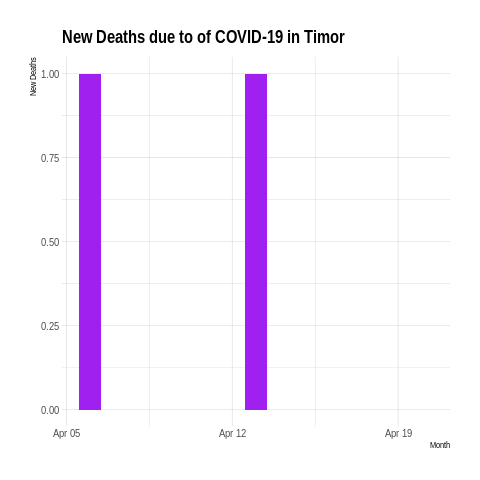 New Deaths due to of COVID-19 in Timor
New Deaths
1.00
0.75
0.50
0.25
0.00
Apr 05
Apr 12
Apr 19
Month